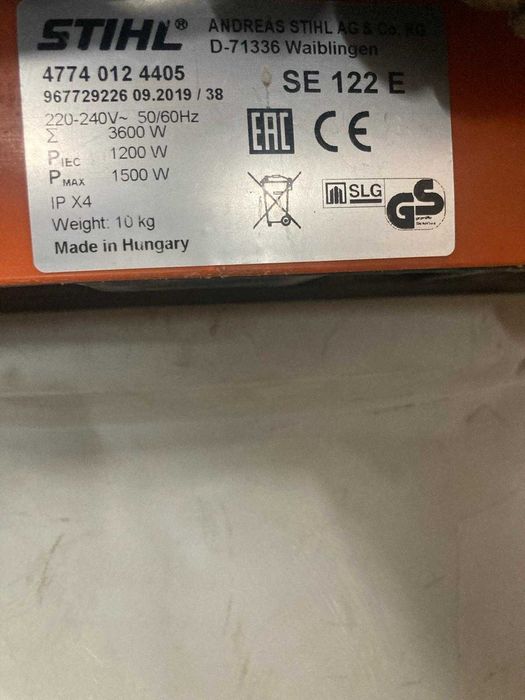 STIHL® ANDREAS STIHL AG & Co. KG
D-71336 Waiblingen
4774 012 4405
SE 122 E
967729226 09.2019 / 38
220-240V~ 50/60Hz
Σ 3600 W
PIEC 1200 W
PMAX 1500 W
IP X4
Weight: 10 kg
Made in Hungary
EAC CE
SLG
GS
geprüfte
Sicherheit